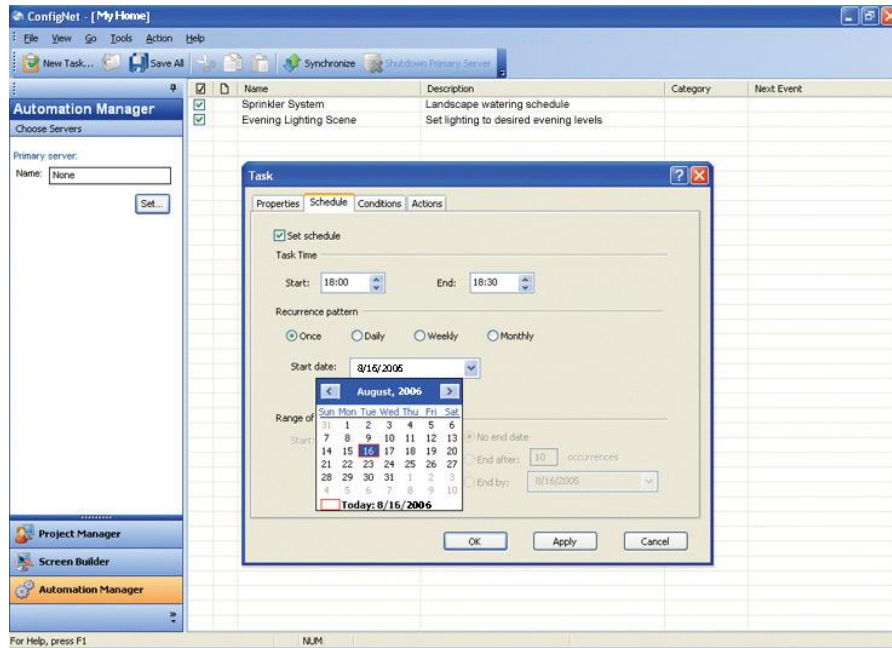 ConfigNet - [My Home]
File View Go Tools Action Help
New Task... Save All Synchronize Shutdown Primary Server
Automation Manager
Choose Servers
Primary server:
Name: None
Set...
Name Description Category Next Event
Sprinkler System Landscape watering schedule
Evening Lighting Scene Set lighting to desired evening levels
Task
Properties Schedule Conditions Actions
Set schedule
Task Time
Start: 18:00 End: 18:30
Recurrence pattern
Once Daily Weekly Monthly
Start date: 8/16/2006
August, 2006
Sun Mon Tue Wed Thu Fri Sat
31 1 2 3 4 5 6
7 8 9 10 11 12 13
14 15 16 17 18 19 20
21 22 23 24 25 26 27
28 29 30 31 1 2 3
4 5 6 7 8 9 10
Today: 8/16/2006
Range of
Start:
No end date
End after: 10 occurrences
End by: 8/16/2005
OK Apply Cancel
Project Manager
Screen Builder
Automation Manager
For Help, press F1 NUM